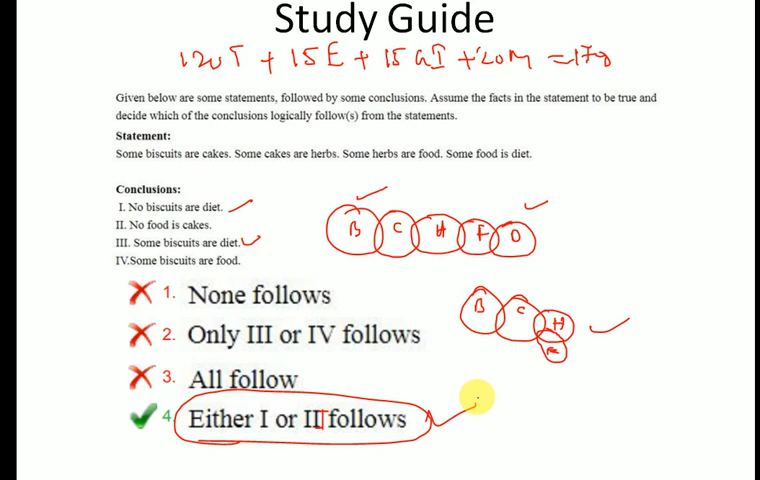 Study Guide
120T + 15E + 15GI + 20M = 170
Given below are some statements, followed by some conclusions. Assume the facts in the statement to be true and
decide which of the conclusions logically follow(s) from the statements.
Statement:
Some biscuits are cakes. Some cakes are herbs. Some herbs are food. Some food is diet.
Conclusions:
I. No biscuits are diet.
II. No food is cakes.
III. Some biscuits are diet.
IV.Some biscuits are food.
B C H F D
B C H
F
1. None follows
2. Only III or IV follows
3. All follow
4. Either I or III follows